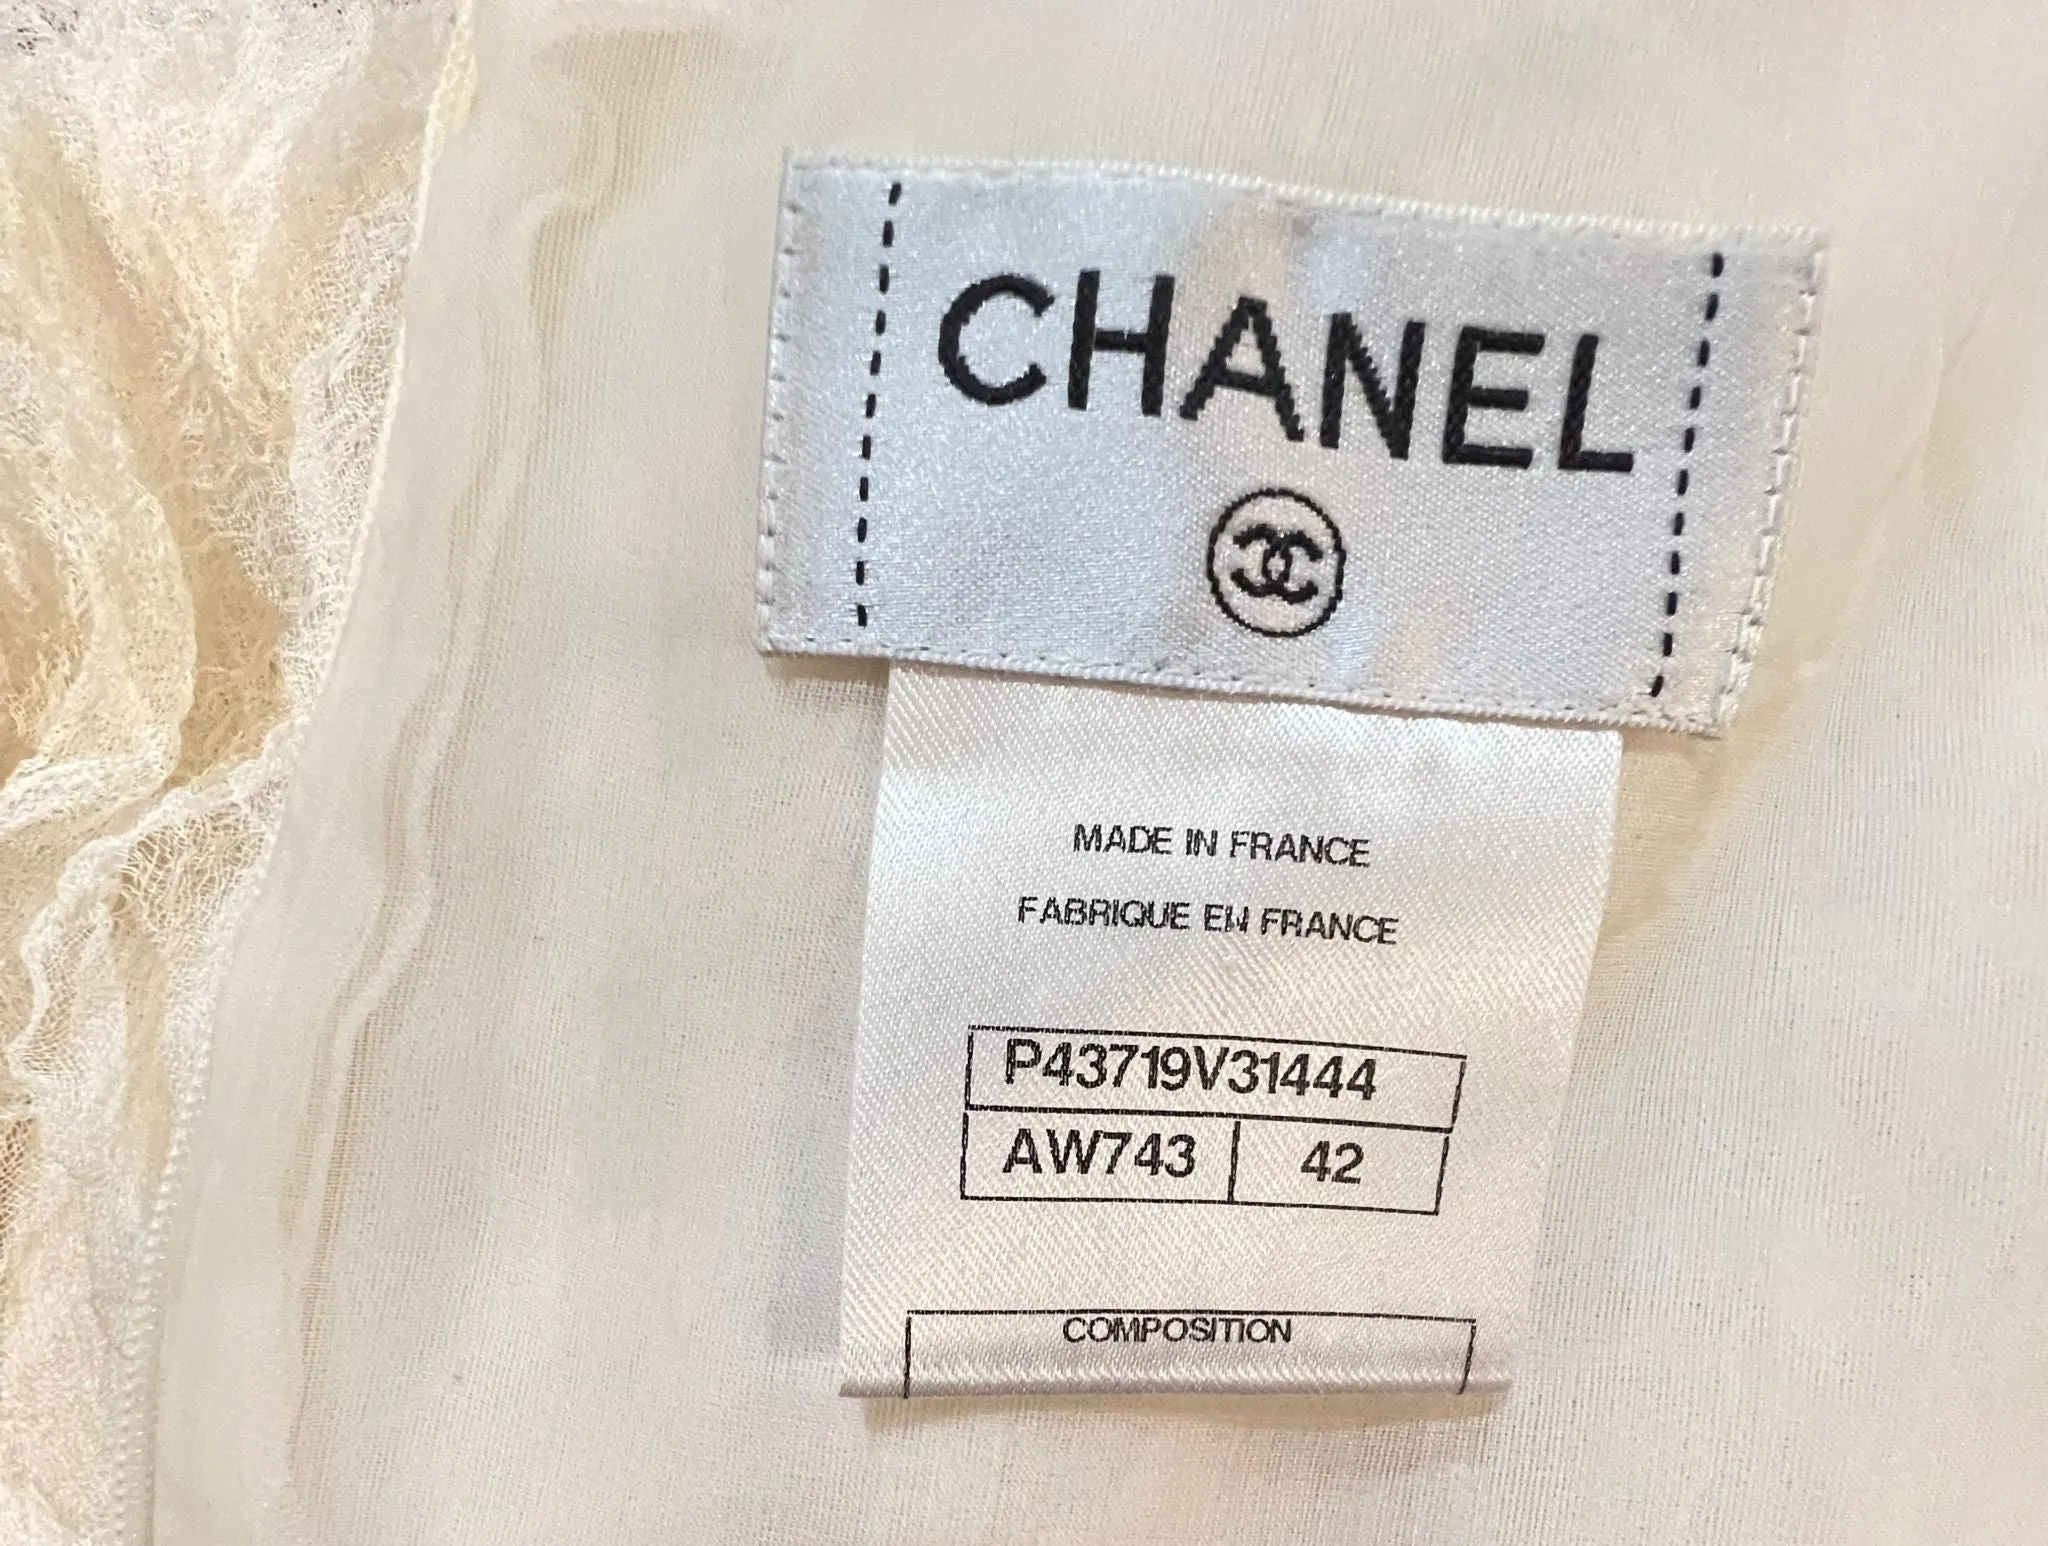 CHANEL
MADE IN FRANCE
FABRIQUE EN FRANCE
P43719V31444
AW743 42
COMPOSITION